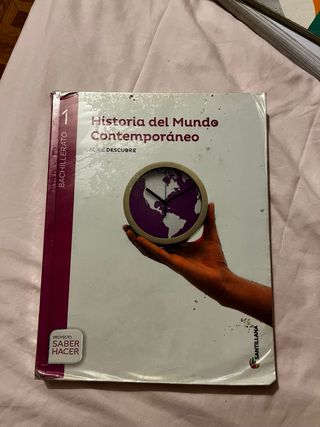 1
BACHILLERATO
Historia del Mundo
Contemporáneo
SERIE DESCUBRE
PROYECTO
SABER
HACER
SANTILLANA